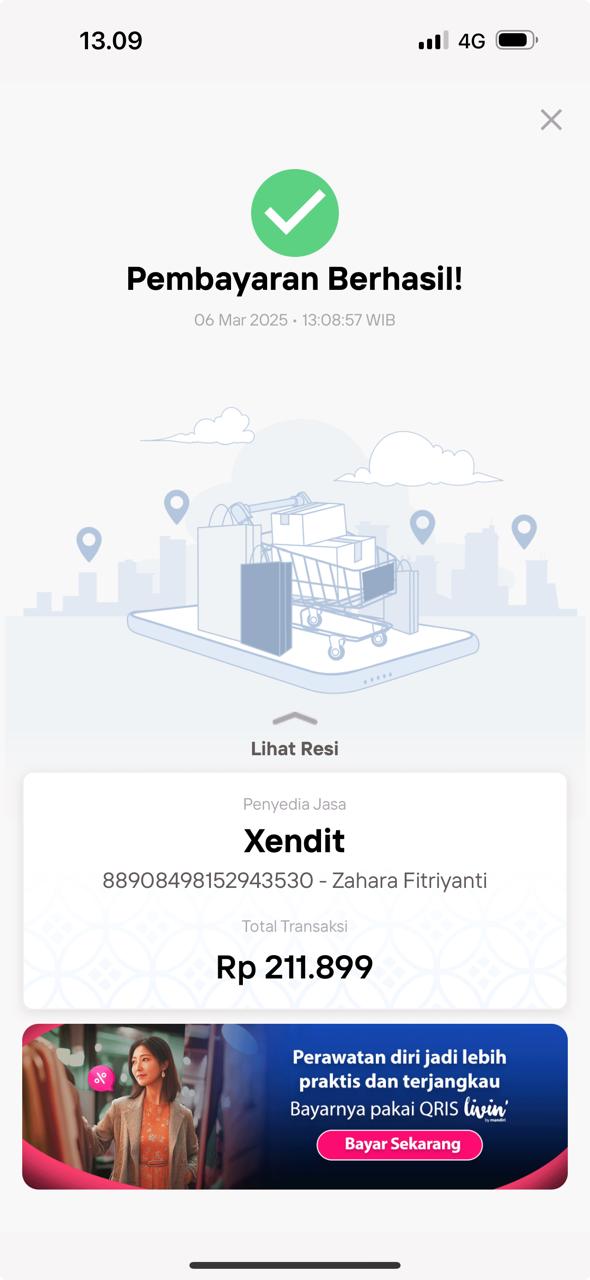 13.09
4G
Pembayaran Berhasil!
06 Mar 2025 • 13:08:57 WIB
Lihat Resi
Penyedia Jasa
Xendit
88908498152943530 - Zahara Fitriyanti
Total Transaksi
Rp 211.899
Perawatan diri jadi lebih
praktis dan terjangkau
Bayarnya pakai QRIS livin'
by mandiri
Bayar Sekarang